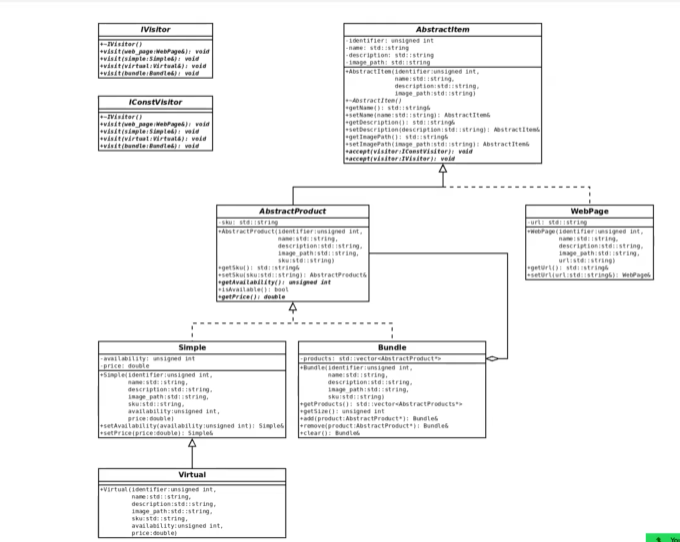 IVisitor
+~IVisitor()
+visit(web_page:WebPage&): void
+visit(simple:Simple&): void
+visit(virtual:Virtual&): void
+visit(bundle:Bundle&): void
IConstVisitor
+~IVisitor()
+visit(web_page:WebPage&): void
+visit(simple:Simple&): void
+visit(virtual:Virtual&): void
+visit(bundle:Bundle&): void
AbstractItem
-identifier: unsigned int
-name: std::string
-description: std::string
-image_path: std::string
+AbstractItem(identifier:unsigned int,
name:std::string,
description:std::string,
image_path:std::string)
+~AbstractItem()
+getName(): std::string&
+setName(name:std::string): AbstractItem&
+getDescription(): std::string&
+setDescription(description:std::string): AbstractItem&
+getImagePath(): std::string&
+setImagePath(image_path:std::string): AbstractItem&
+accept(visitor:IConstVisitor): void
+accept(visitor:IVisitor): void
AbstractProduct
-sku: std::string
+AbstractProduct(identifier:unsigned int,
name:std::string,
description:std::string,
image_path:std::string,
sku:std::string)
+getSku(): std::string&
+setSku(sku:std::string): AbstractProduct&
+getAvailability(): unsigned int
+isAvailable(): bool
+getPrice(): double
WebPage
-url: std::string
+WebPage(identifier:unsigned int,
name:std::string,
description:std::string,
image_path:std::string,
url:std::string)
+getUrl(): std::string&
+setUrl(url:std::string&): WebPage&
Simple
-availability: unsigned int
-price: double
+Simple(identifier:unsigned int,
name:std::string,
description:std::string,
image_path:std::string,
sku:std::string,
availability:unsigned int,
price:double)
+setAvailability(availability:unsigned int): Simple&
+setPrice(price:double): Simple&
Bundle
-products: std::vector<AbstractProduct*>
+Bundle(identifier:unsigned int,
name:std::string,
description:std::string,
image_path:std::string,
sku:std::string)
+getProducts(): std::vector<AbstractProducts*>
+getSize(): unsigned int
+add(product:AbstractProduct*): Bundle&
+remove(product:AbstractProduct*): Bundle&
+clear(): Bundle&
Virtual
+Virtual(identifier:unsigned int,
name:std::string,
description:std::string,
image_path:std::string,
sku:std::string,
availability:unsigned int,
price:double)